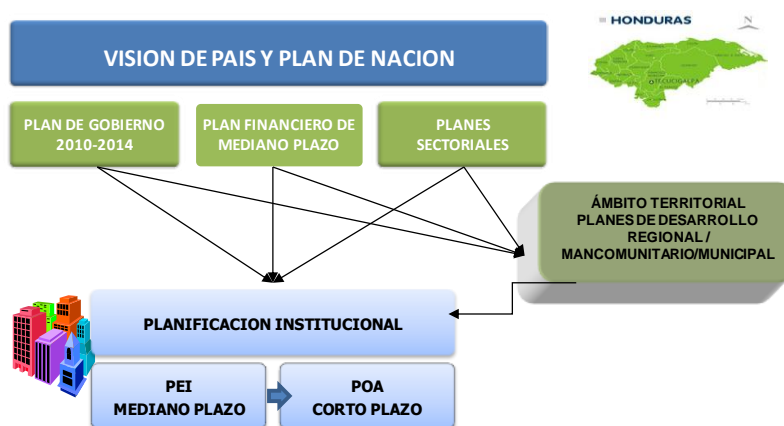 HONDURAS
N
VISION DE PAIS Y PLAN DE NACION
PLAN DE GOBIERNO
2010-2014
PLAN FINANCIERO DE
MEDIANO PLAZO
PLANES
SECTORIALES
TEGUCIGALPA
ÁMBITO TERRITORIAL
PLANES DE DESARROLLO
REGIONAL /
MANCOMUNITARIO/MUNICIPAL
PLANIFICACION INSTITUCIONAL
PEI
MEDIANO PLAZO
POA
CORTO PLAZO